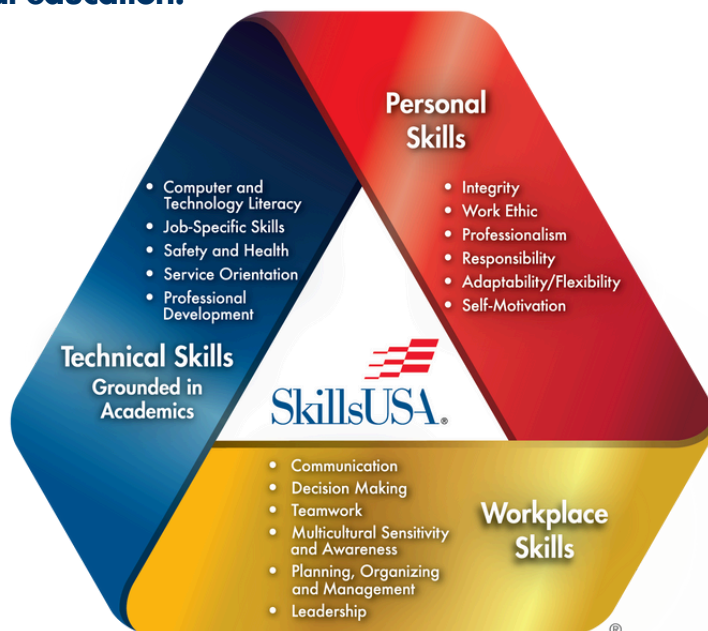 al education.
Personal
Skills
• Integrity
• Work Ethic
• Professionalism
• Responsibility
• Adaptability/Flexibility
• Self-Motivation
• Computer and
Technology Literacy
• Job-Specific Skills
• Safety and Health
• Service Orientation
• Professional
Development
Technical Skills
Grounded in
Academics
SkillsUSA®
• Communication
• Decision Making
• Teamwork
• Multicultural Sensitivity
and Awareness
• Planning, Organizing
and Management
• Leadership
Workplace
Skills
®